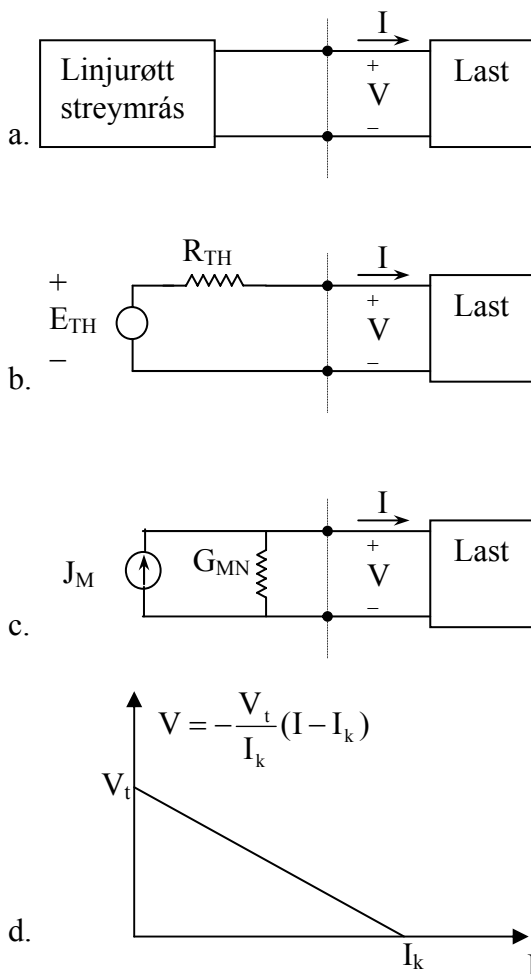 I
Linjurøtt
streymrás
+
V
–
Last
a.
R_TH
I
+
E_TH
–
+
V
–
Last
b.
I
J_M
G_MN
+
V
–
Last
c.
V = -V_t/I_k (I – I_k)
V_t
d.
I_k